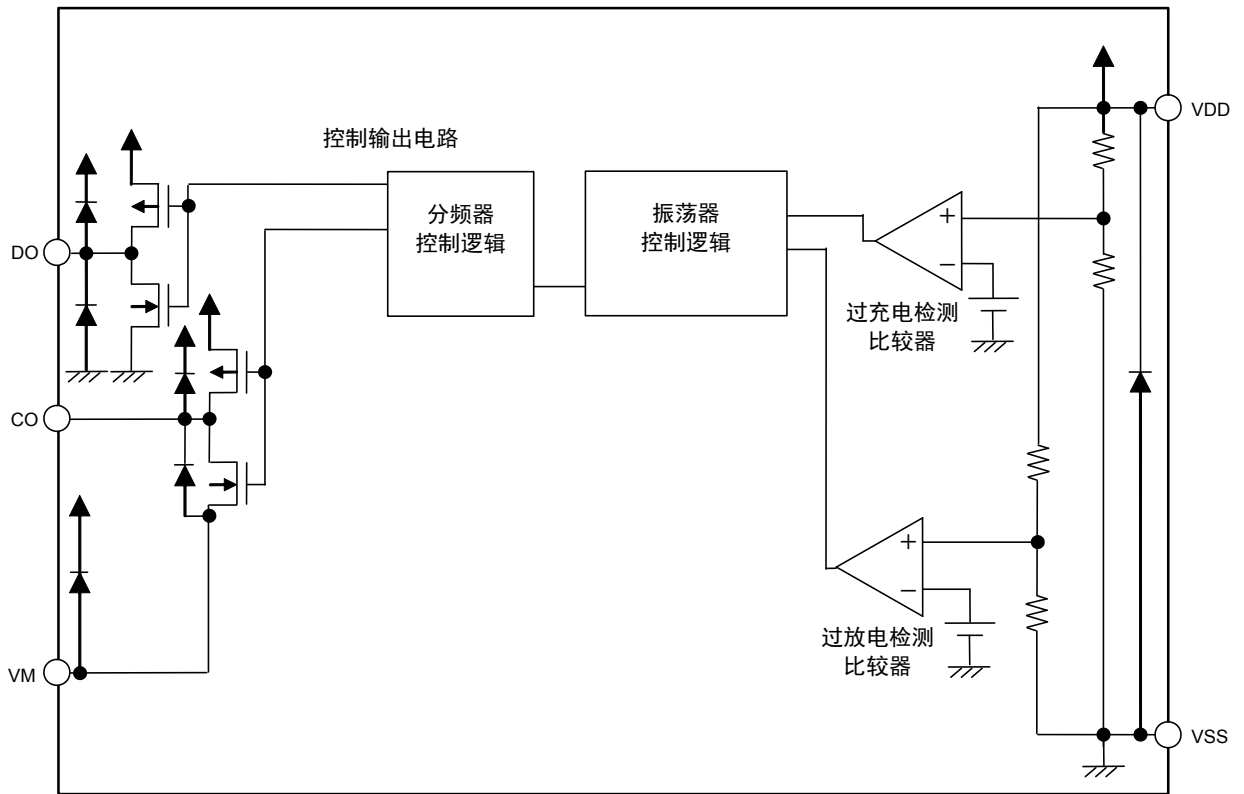 VDD
控制输出电路
分频器
控制逻辑
振荡器
控制逻辑
+
−
DO
过充电检测
比较器
CO
+
−
过放电检测
比较器
VM
VSS